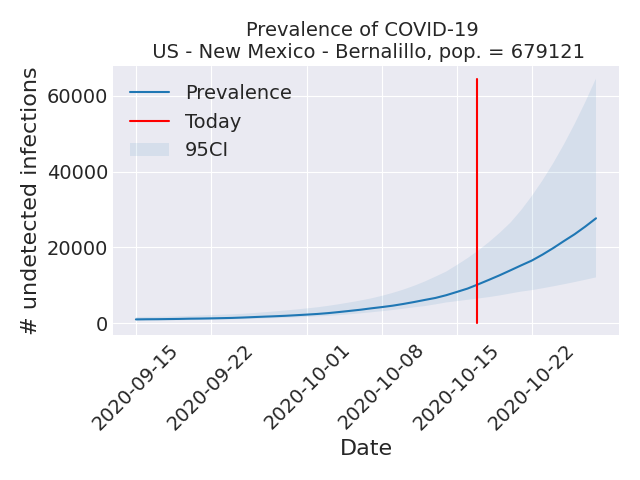 Prevalence of COVID-19
US - New Mexico - Bernalillo, pop. = 679121
Prevalence
Today
95CI
# undetected infections
60000
40000
20000
0
2020-09-15
2020-09-22
2020-10-01
2020-10-08
2020-10-15
2020-10-22
Date